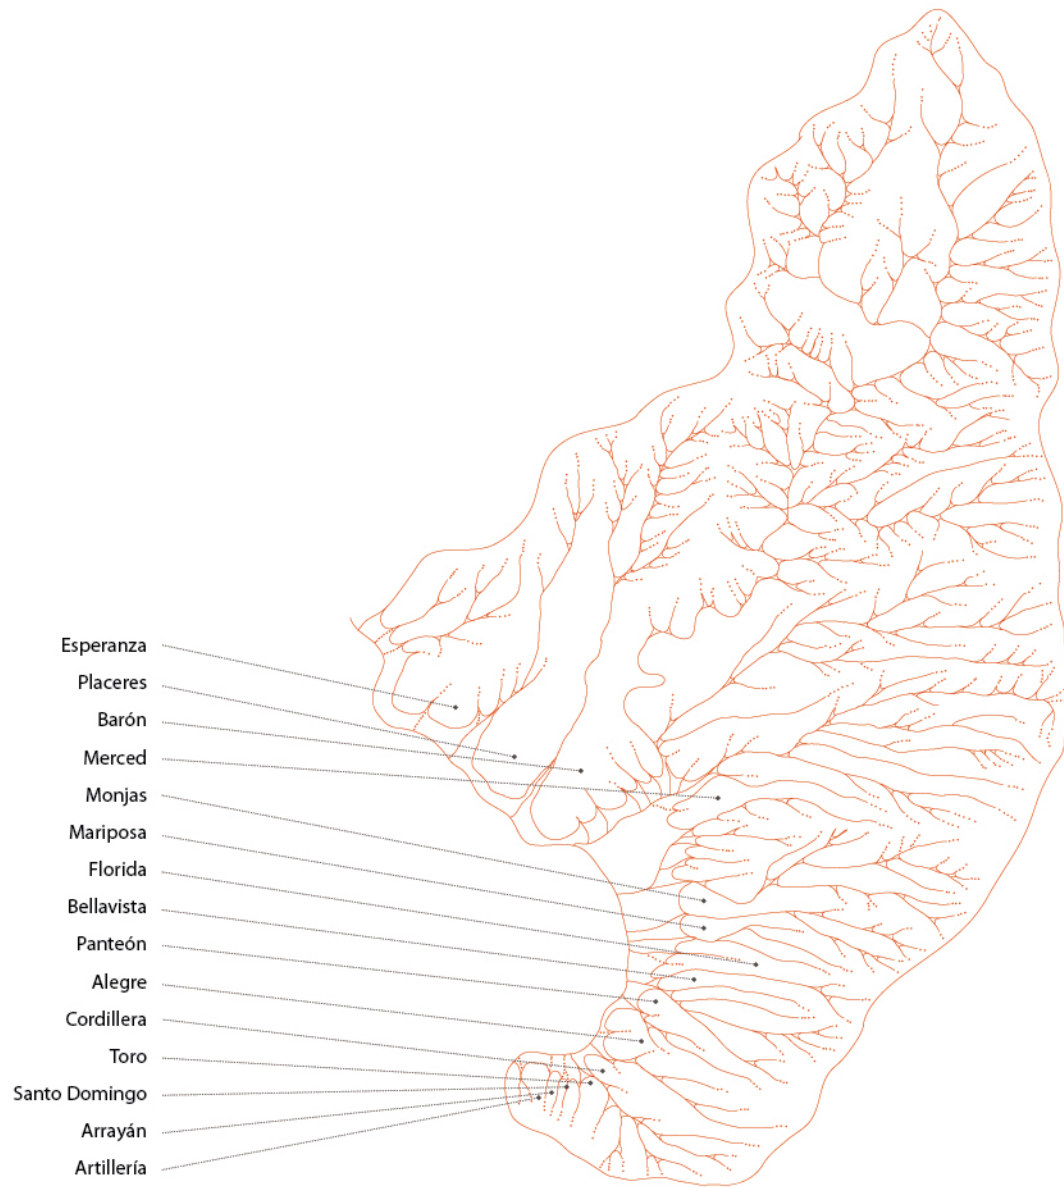 Esperanza
Placeres
Barón
Merced
Monjas
Mariposa
Florida
Bellavista
Panteón
Alegre
Cordillera
Toro
Santo Domingo
Arrayán
Artillería